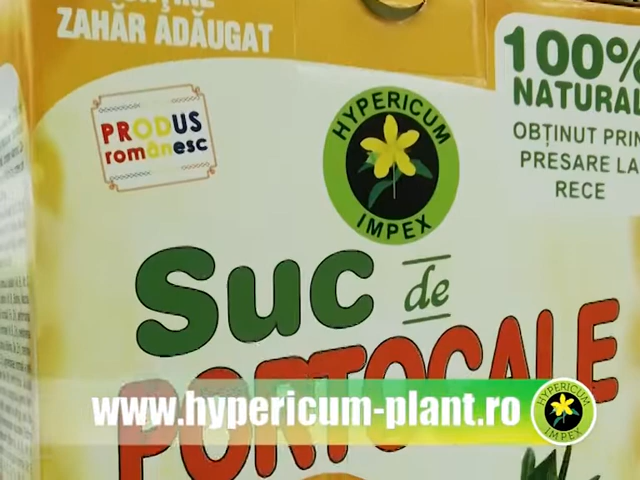 ZAHĂR ADĂUGAT
100%
NATURAL
OBȚINUT PRIN
PRESARE LA
RECE
PRODUS
românesc
HYPERICUM
IMPEX
Suc de
PORTOCALE
www.hypericum-plant.ro
HYPERICUM
IMPEX